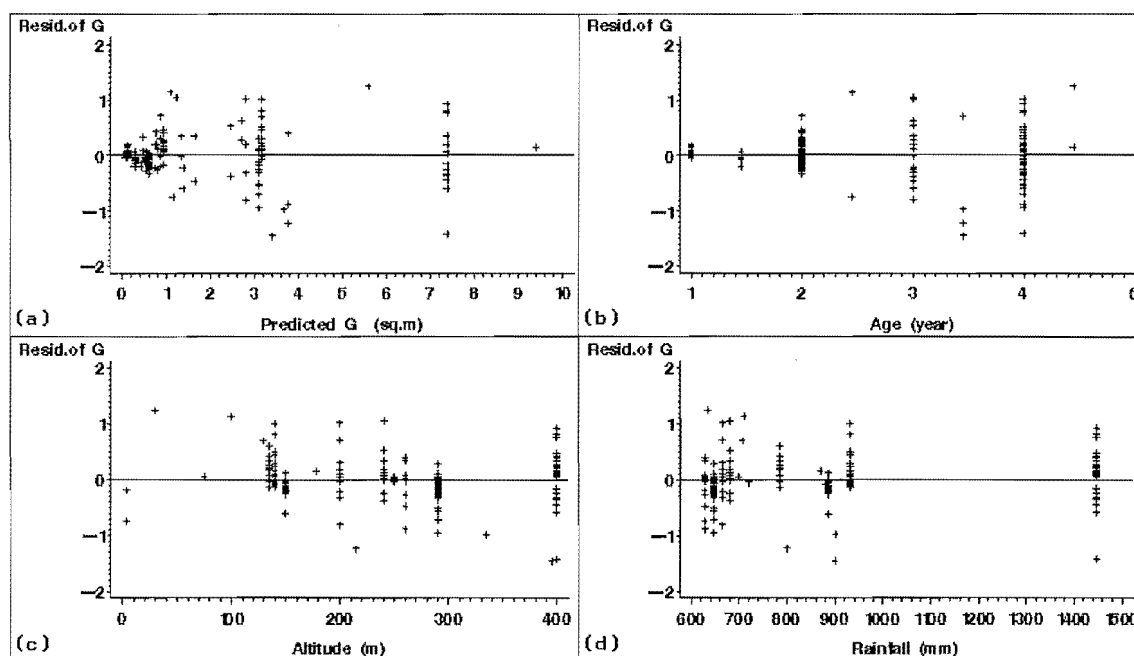 Resid.of G
2
1
0
−1
−2
0 1 2 3 4 5 6 7 8 9 10
(a) Predicted G (sq.m)
Resid.of G
2
1
0
−1
−2
1 2 3 4 5
(b) Age (year)
Resid.of G
2
1
0
−1
−2
0 100 200 300 400
(c) Altitude (m)
Resid.of G
2
1
0
−1
−2
600 700 800 900 1000 1100 1200 1300 1400 1500
(d) Rainfall (mm)